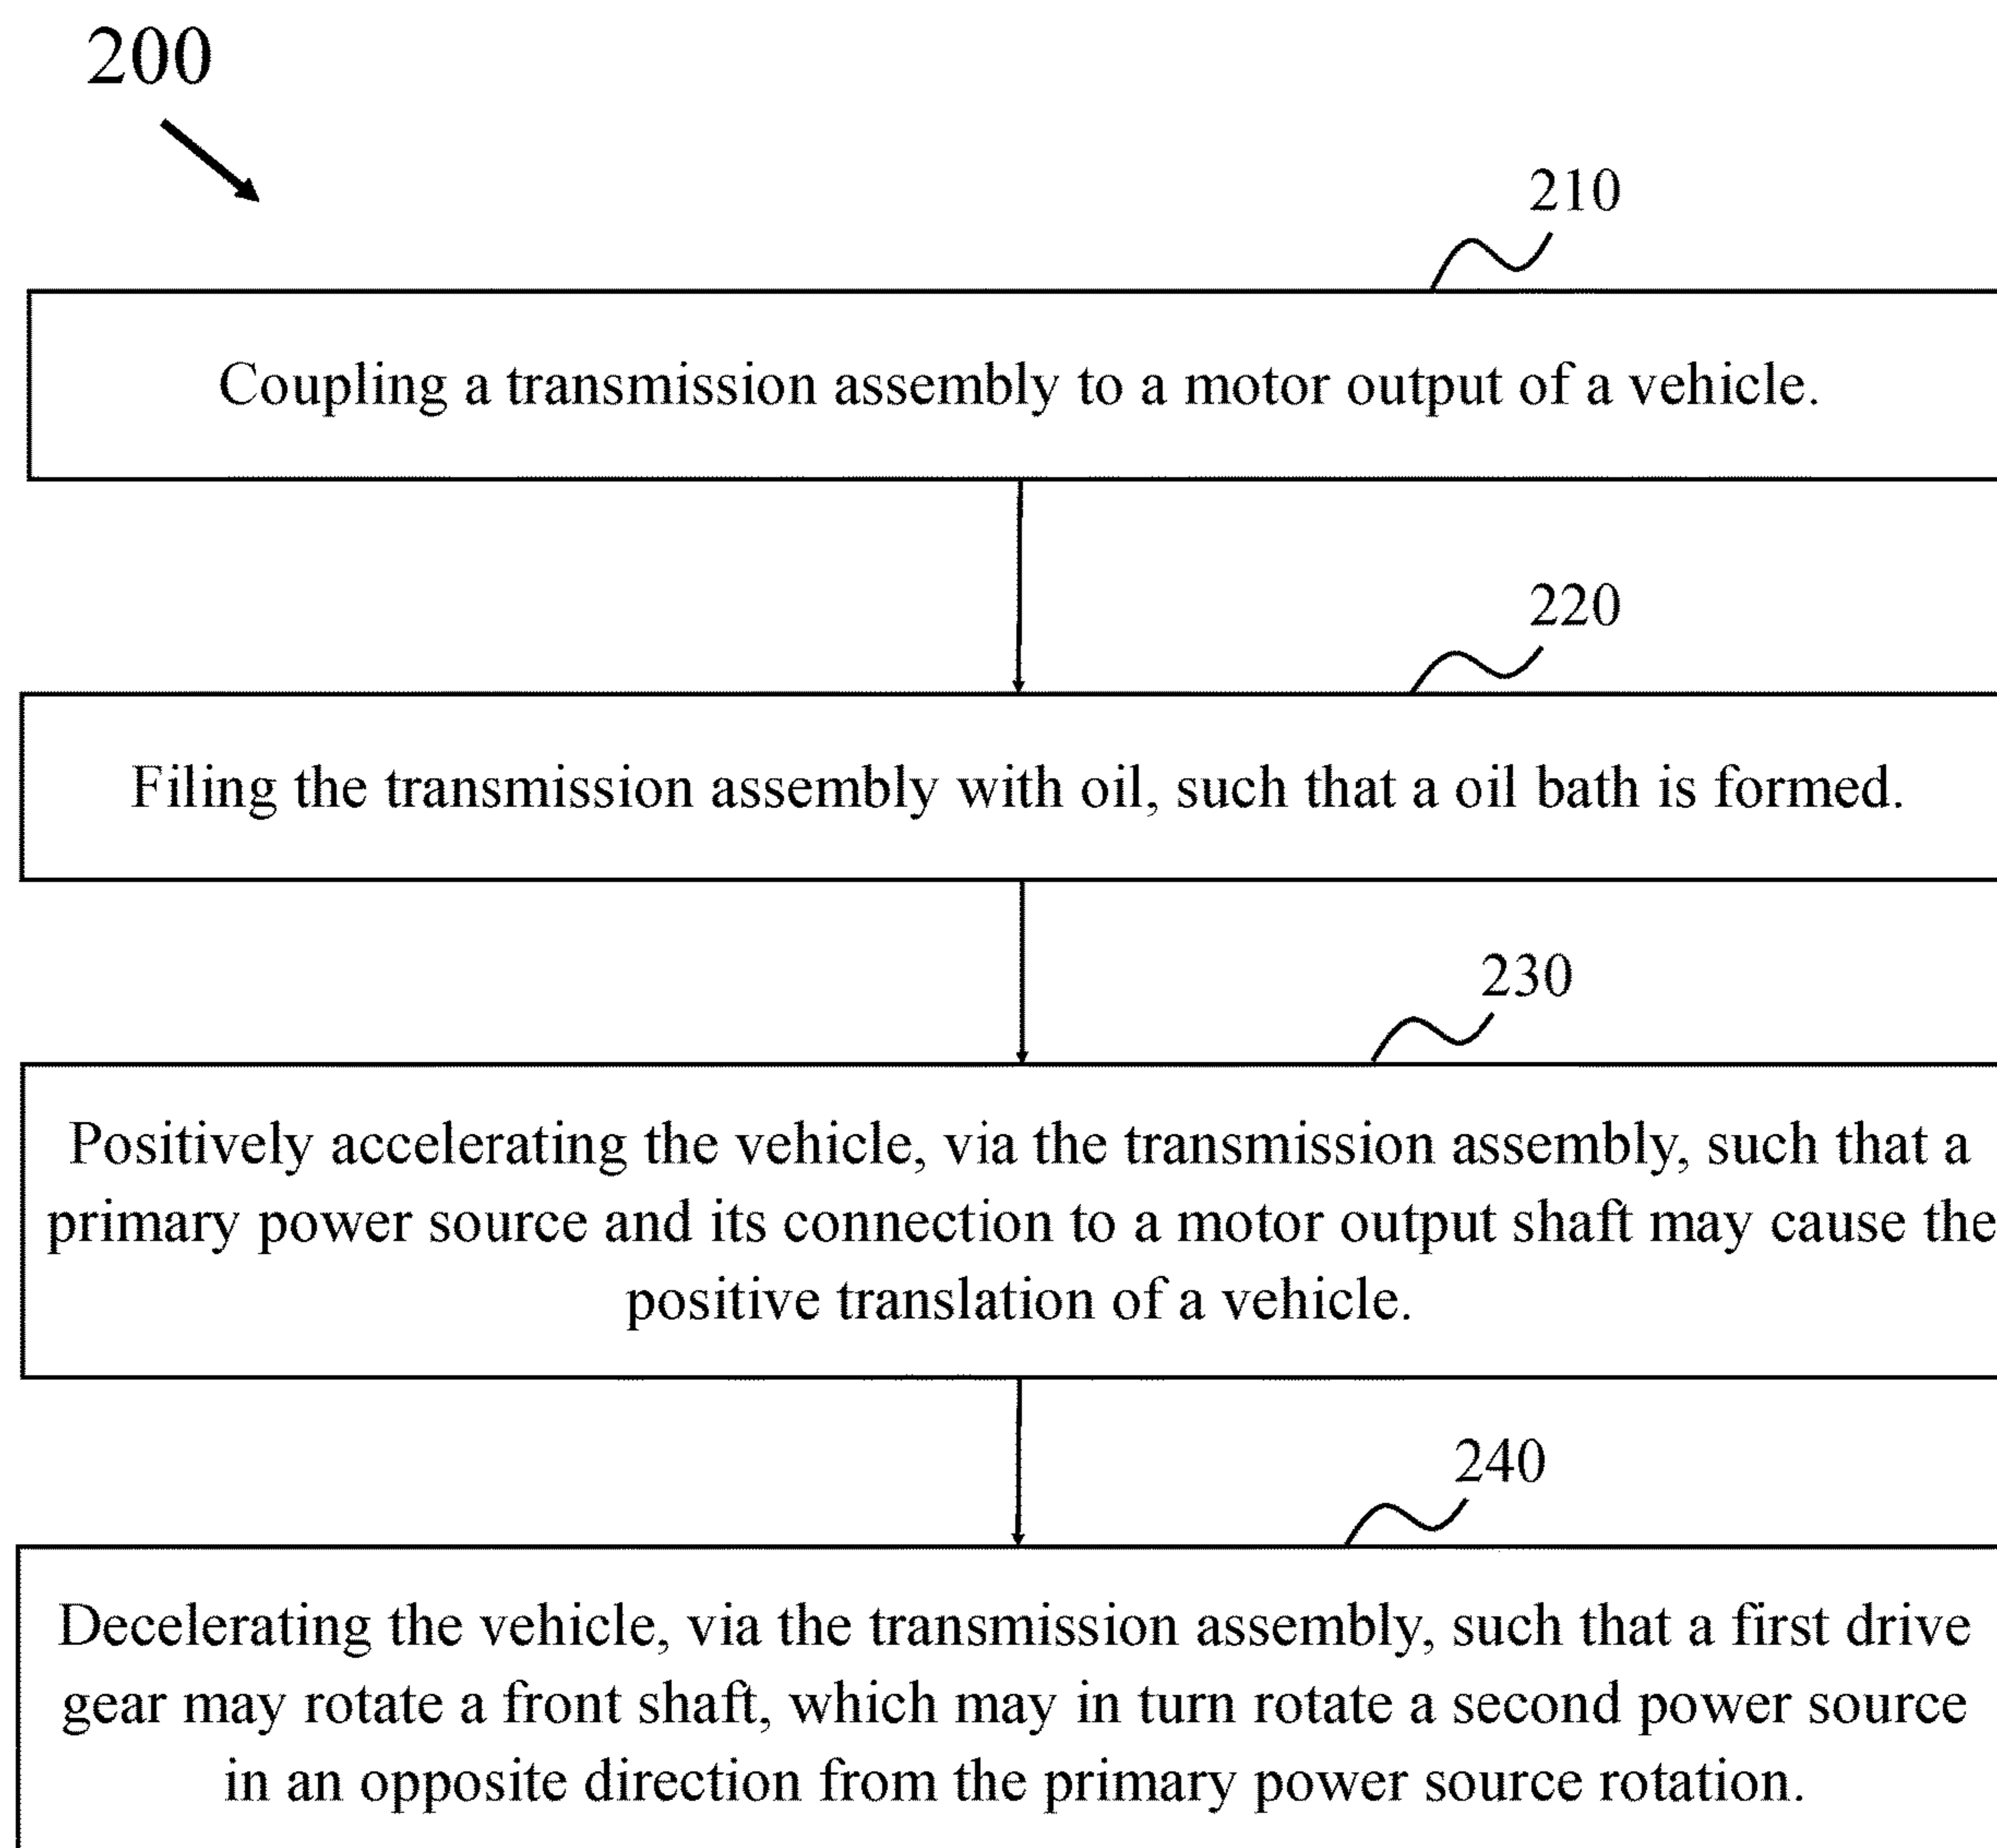 200
210
Coupling a transmission assembly to a motor output of a vehicle.
220
Filing the transmission assembly with oil, such that a oil bath is formed.
230
Positively accelerating the vehicle, via the transmission assembly, such that a
primary power source and its connection to a motor output shaft may cause the
positive translation of a vehicle.
240
Decelerating the vehicle, via the transmission assembly, such that a first drive
gear may rotate a front shaft, which may in turn rotate a second power source
in an opposite direction from the primary power source rotation.